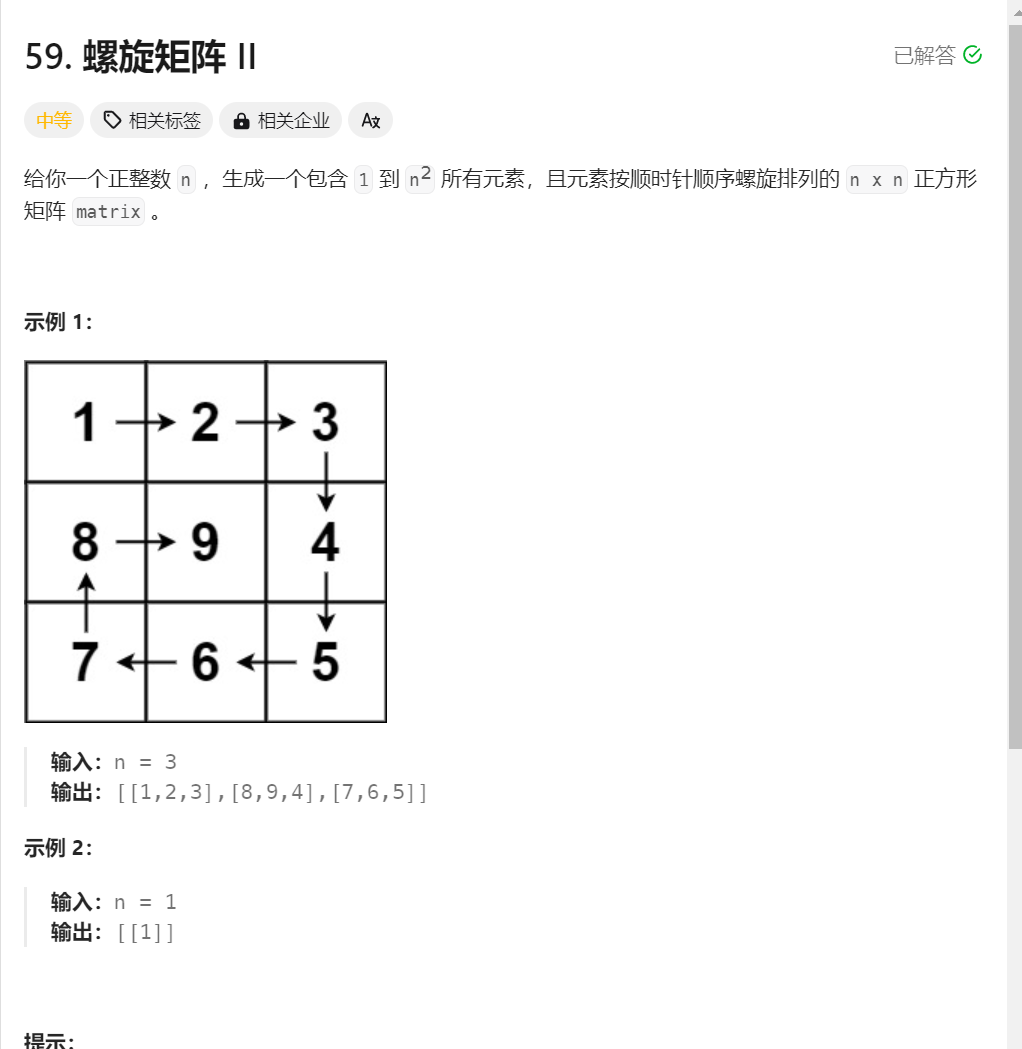 59. 螺旋矩阵 II
已解答
中等
相关标签
相关企业
给你一个正整数 n ，生成一个包含 1 到 n² 所有元素，且元素按顺时针顺序螺旋排列的 n x n 正方形
矩阵 matrix 。
示例 1：
1 2 3
8 9 4
7 6 5
输入：n = 3
输出：[[1,2,3],[8,9,4],[7,6,5]]
示例 2：
输入：n = 1
输出：[[1]]
提示：